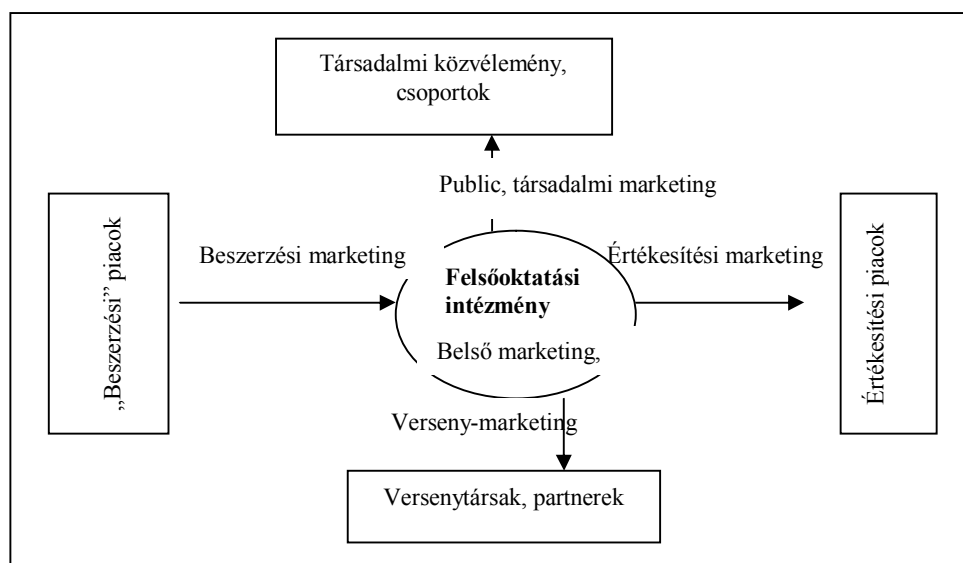 Társadalmi közvélemény,
csoportok
Public, társadalmi marketing
„Beszerzési” piacok
Beszerzési marketing
Felsőoktatási
intézmény
Belső marketing,
Értékesítési marketing
Értékesítési piacok
Verseny-marketing
Versenytársak, partnerek